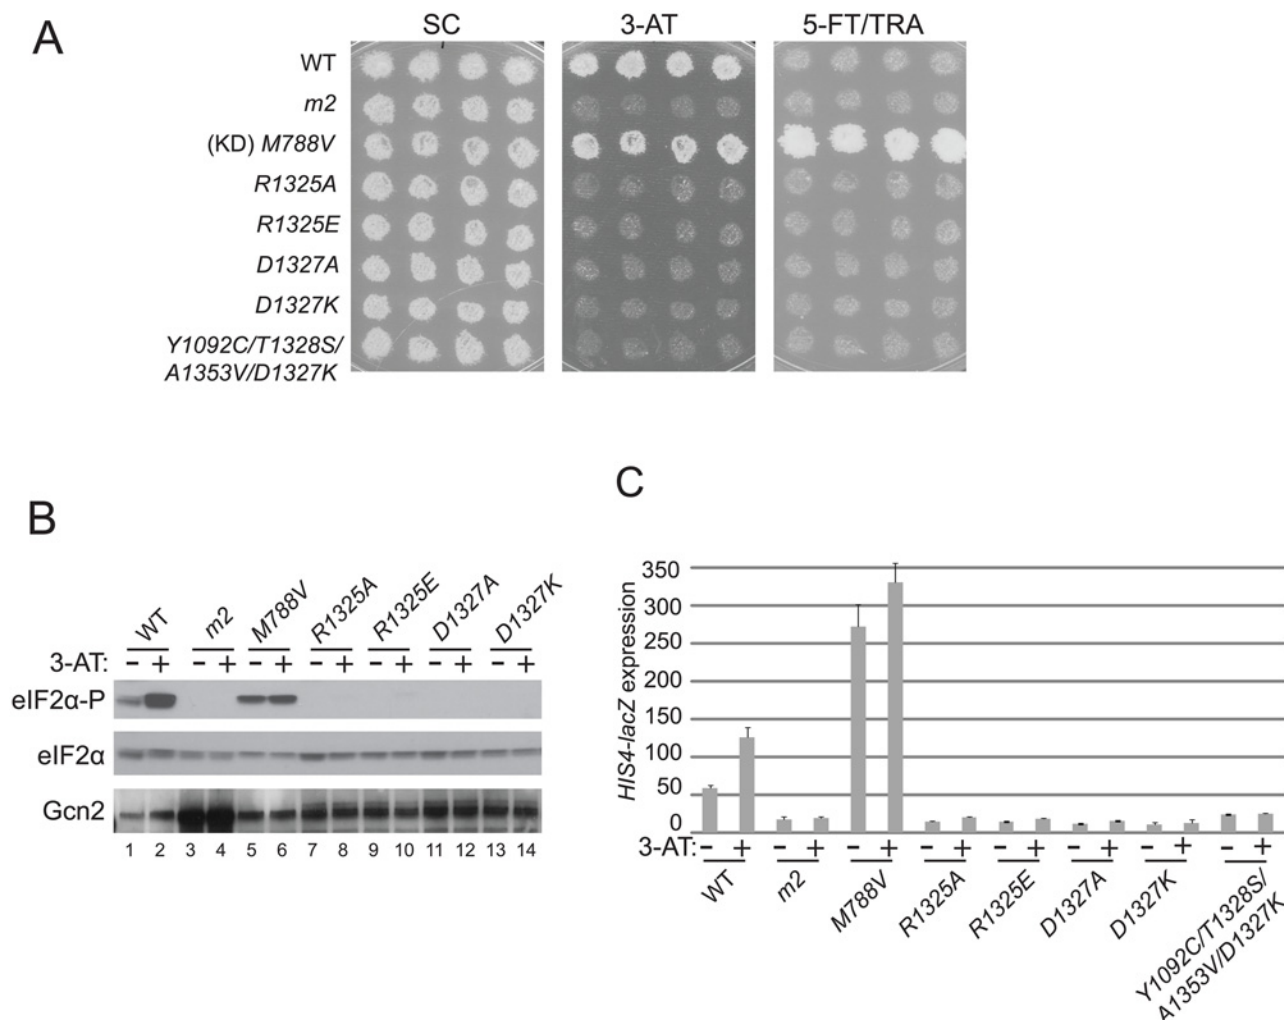 A
SC 3-AT 5-FT/TRA
WT
m2
(KD) M788V
R1325A
R1325E
D1327A
D1327K
Y1092C/T1328S/
A1353V/D1327K
B
WT m2 M788V R1325A R1325E D1327A D1327K
3-AT: - + - + - + - + - + - + - +
eIF2α-P
eIF2α
Gcn2
1 2 3 4 5 6 7 8 9 10 11 12 13 14
C
HIS4-lacZ expression
350
300
250
200
150
100
50
0
3-AT: - + - + - + - + - + - + - + - +
WT m2 M788V R1325A R1325E D1327A D1327K Y1092C/T1328S/
A1353V/D1327K